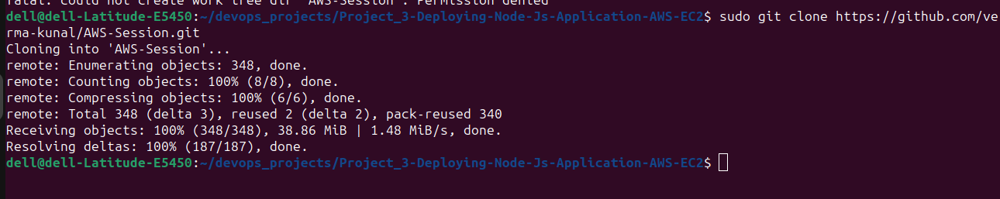 fatal: could not create work tree dir 'AWS-Session': Permission denied
dell@dell-Latitude-E5450:~/devops_projects/Project_3-Deploying-Node-Js-Application-AWS-EC2$ sudo git clone https://github.com/ve
rma-kunal/AWS-Session.git
Cloning into 'AWS-Session'...
remote: Enumerating objects: 348, done.
remote: Counting objects: 100% (8/8), done.
remote: Compressing objects: 100% (6/6), done.
remote: Total 348 (delta 3), reused 2 (delta 2), pack-reused 340
Receiving objects: 100% (348/348), 38.86 MiB | 1.48 MiB/s, done.
Resolving deltas: 100% (187/187), done.
dell@dell-Latitude-E5450:~/devops_projects/Project_3-Deploying-Node-Js-Application-AWS-EC2$